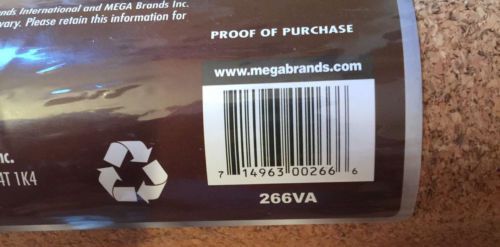 nds International and MEGA Brands Inc.
vary. Please retain this information for
PROOF OF PURCHASE
www.megabrands.com
7 14963 00266 6
266VA
nc.
4T 1K4